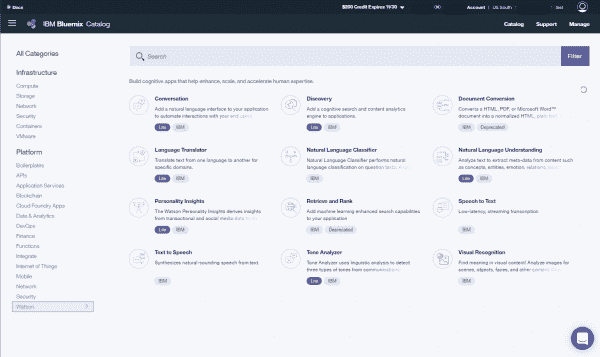 Docs
$200 Credit Expires 11/30
Account
US South
IBM Bluemix Catalog
Catalog
Support
Manage
All Categories
Infrastructure
Compute
Storage
Network
Security
Containers
VMware
Platform
Boilerplates
APIs
Application Services
Blockchain
Cloud Foundry Apps
Data & Analytics
DevOps
Finance
Functions
Integrate
Internet of Things
Mobile
Network
Security
Watson
Search
Filter
Build cognitive apps that help enhance, scale, and accelerate human expertise.
Conversation
Add a natural language interface to your application
to automate interactions with your end users
Lite
IBM
Discovery
Add a cognitive search and content analytics
engine to applications.
Lite
IBM
Document Conversion
Converts a HTML, PDF, or Microsoft Word™
document into a normalized HTML, plain
IBM
Deprecated
Language Translator
Translate text from one language to another for
specific domains.
Lite
IBM
Natural Language Classifier
Natural Language Classifier performs natural
language classification on question texts.
IBM
Natural Language Understanding
Analyze text to extract meta-data from content such
as concepts, entities, emotion, relations,
Lite
IBM
Personality Insights
The Watson Personality Insights derives insights
from transactional and social media data to
Lite
IBM
Retrieve and Rank
Add machine learning enhanced search capabilities
to your application
IBM
Deprecated
Speech to Text
Low-latency, streaming transcription
IBM
Text to Speech
Synthesizes natural-sounding speech from text
IBM
Tone Analyzer
Tone Analyzer uses linguistic analysis to detect
three types of tones from communications
Lite
IBM
Visual Recognition
Find meaning in visual content! Analyze images for
scenes, objects, faces, and other content
IBM